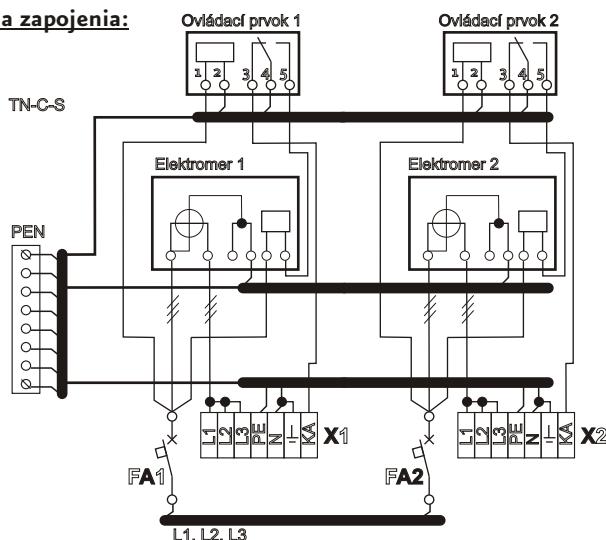 a zapojenia:
Ovládací prvok 1
Ovládací prvok 2
1 2 3 4 5
1 2 3 4 5
TN-C-S
Elektromer 1
Elektromer 2
PEN
L1 L2 L3 PE N KA X1
L1 L2 L3 PE N KA X2
FA1
FA2
L1, L2, L3